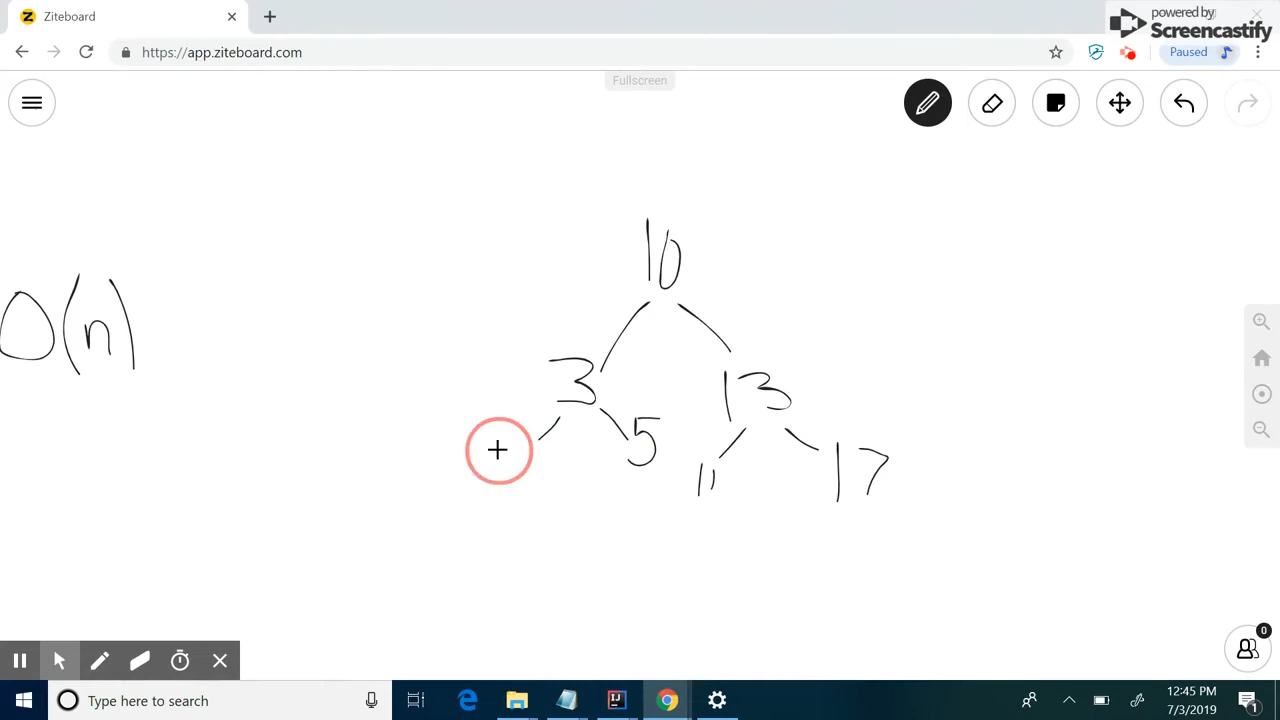 Ziteboard
powered by
Screencastify
https://app.ziteboard.com
Paused
Fullscreen
10
O(n)
3
13
5
11
17
0
Type here to search
12:45 PM
7/3/2019
1